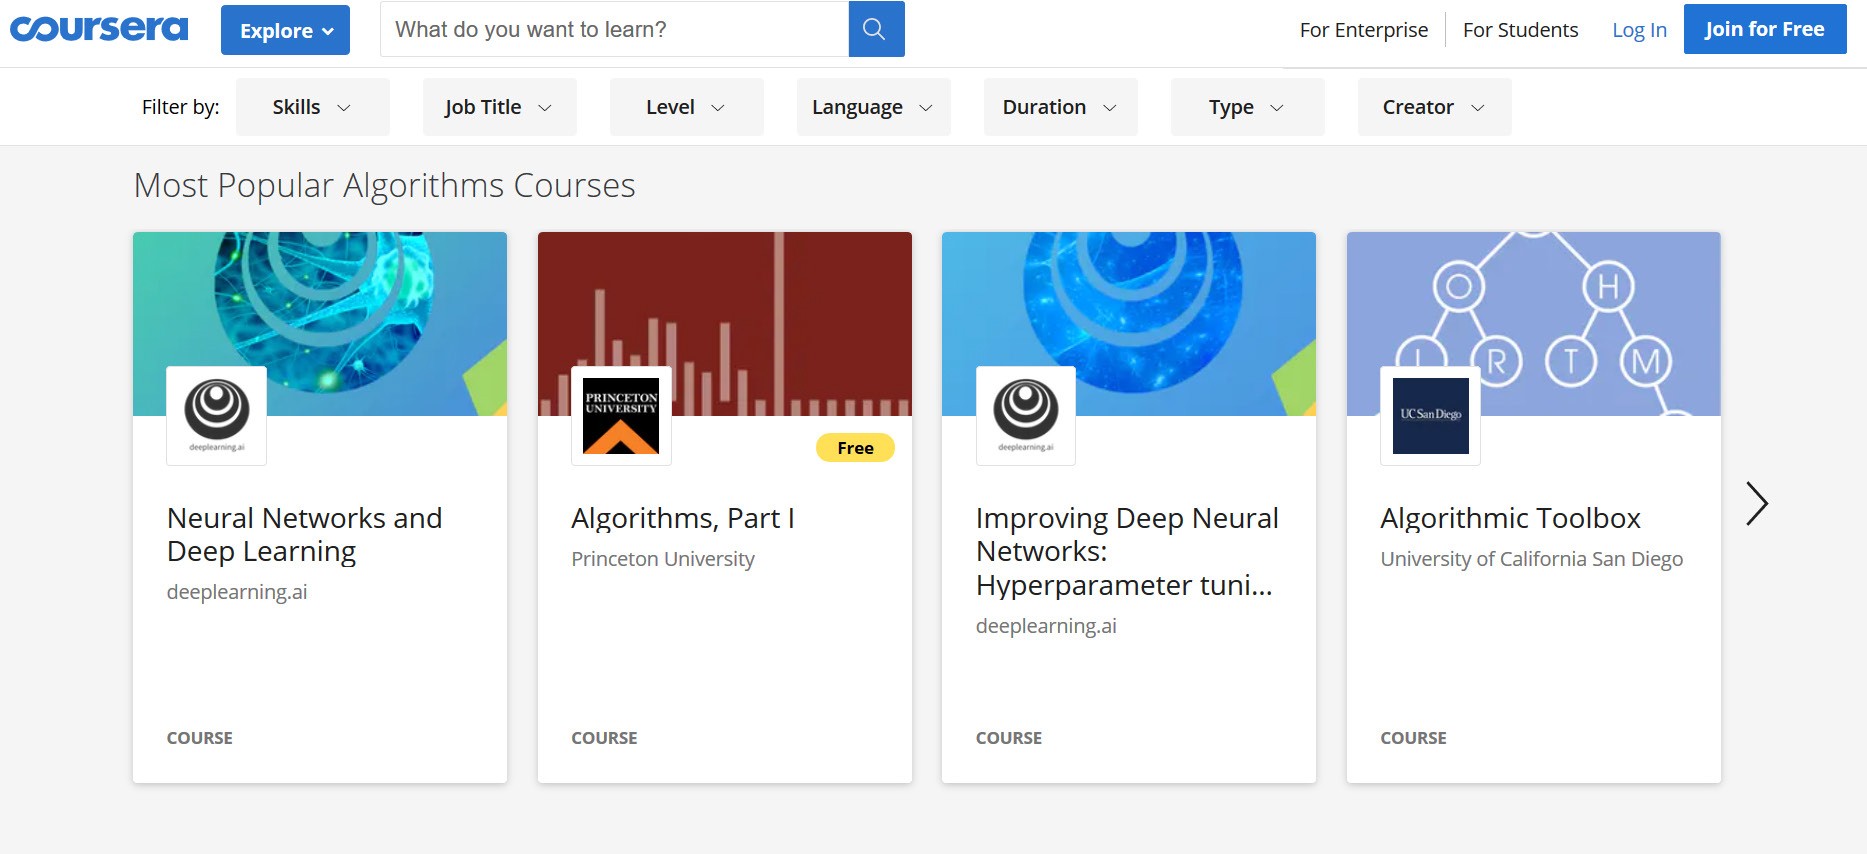 coursera
Explore
What do you want to learn?
For Enterprise
For Students
Log In
Join for Free
Filter by:
Skills
Job Title
Level
Language
Duration
Type
Creator
Most Popular Algorithms Courses
deeplearning.ai
Neural Networks and
Deep Learning
deeplearning.ai
COURSE
PRINCETON
UNIVERSITY
Free
Algorithms, Part I
Princeton University
COURSE
deeplearning.ai
Improving Deep Neural
Networks:
Hyperparameter tuni...
deeplearning.ai
COURSE
O H
I R T M
UC San Diego
Algorithmic Toolbox
University of California San Diego
COURSE